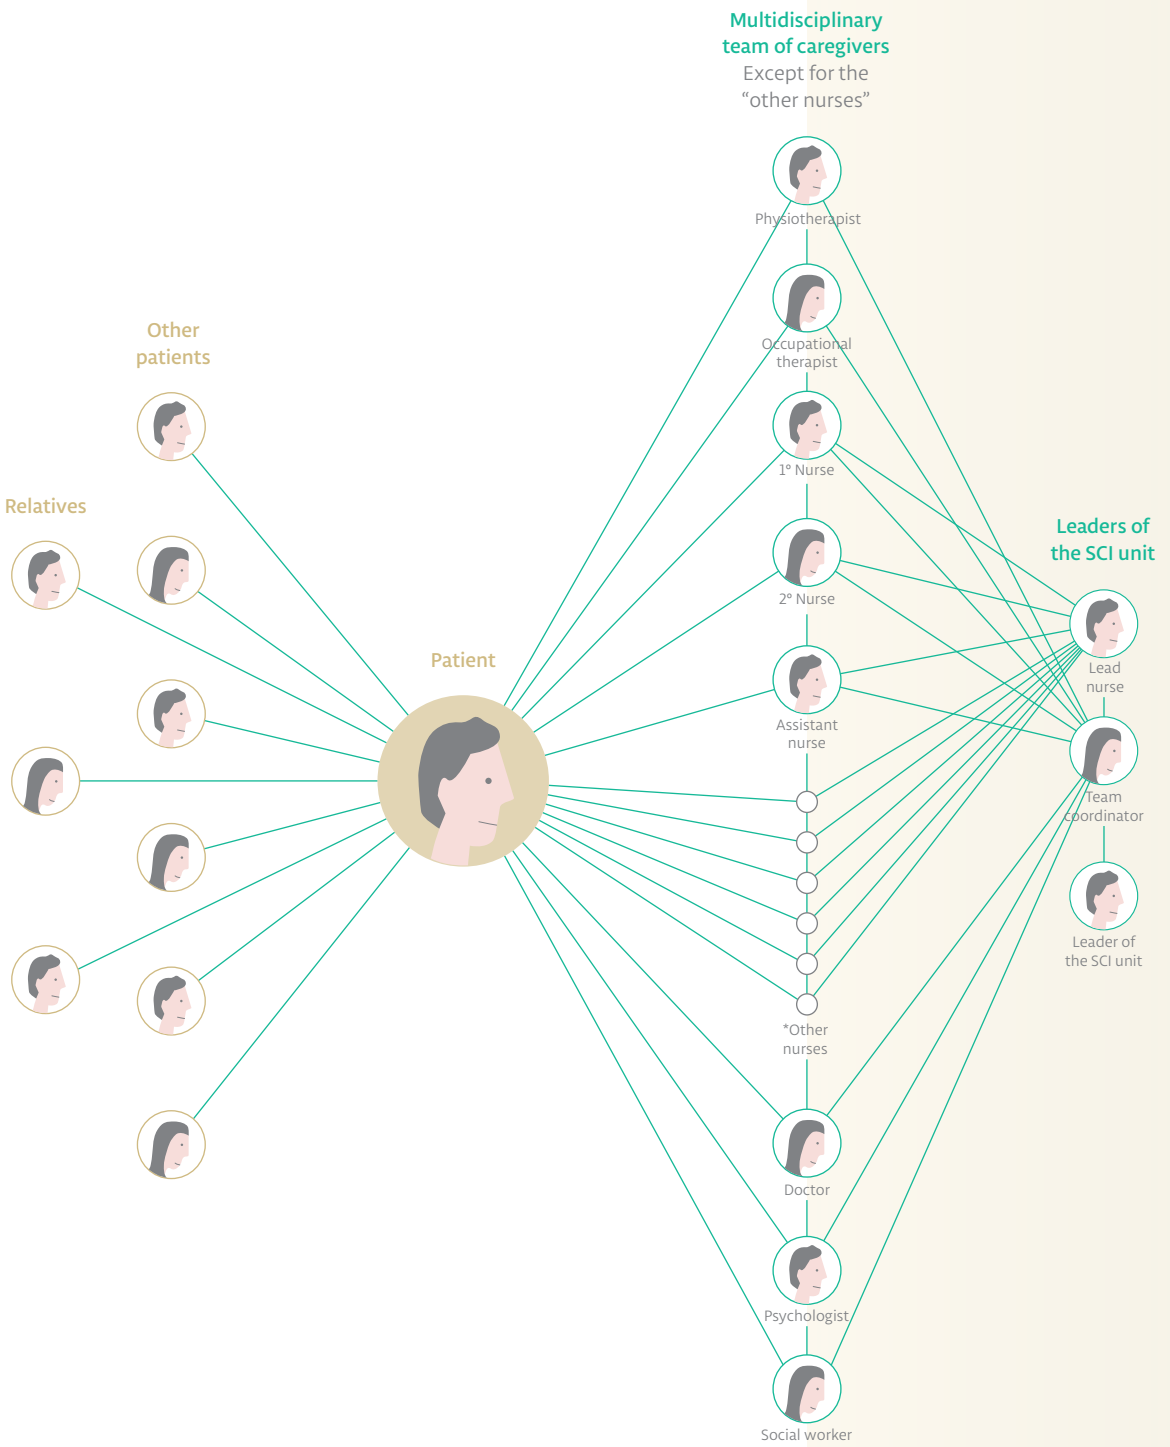 Multidisciplinary
team of caregivers
Except for the
“other nurses”
Physiotherapist
Occupational
therapist
1º Nurse
2º Nurse
Assistant
nurse
*Other
nurses
Doctor
Psychologist
Social worker
Other
patients
Relatives
Patient
Leaders of
the SCI unit
Lead
nurse
Team
coordinator
Leader of
the SCI unit